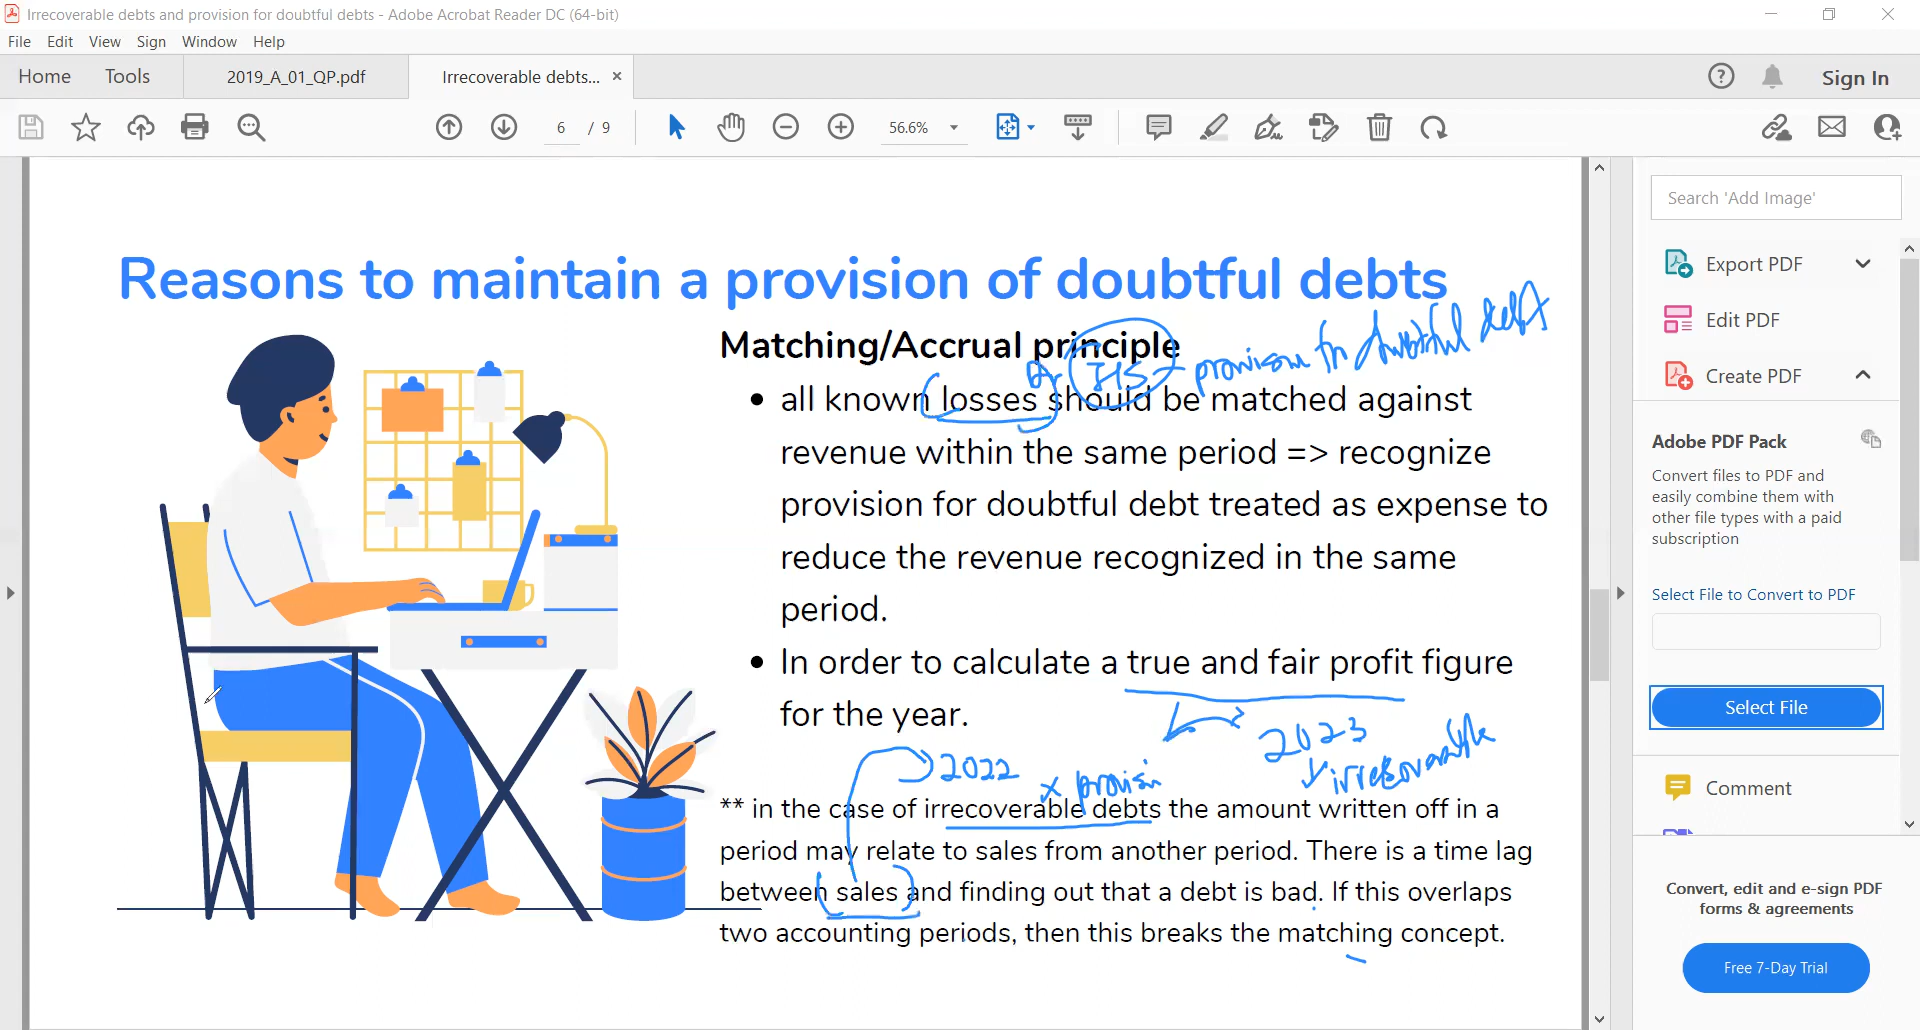 Irrecoverable debts and provision for doubtful debts - Adobe Acrobat Reader DC (64-bit)
File Edit View Sign Window Help
Home Tools 2019_A_01_QP.pdf Irrecoverable debts... × Sign In
6 / 9 56.6%
Reasons to maintain a provision of doubtful debts
Matching/Accrual principle
provision for doubtful debt
• all known losses should be matched against
revenue within the same period => recognize
provision for doubtful debt treated as expense to
reduce the revenue recognized in the same
period.
• In order to calculate a true and fair profit figure
for the year.
2023
irrecoverable
2022 x provisi
** in the case of irrecoverable debts the amount written off in a
period may relate to sales from another period. There is a time lag
between sales and finding out that a debt is bad. If this overlaps
two accounting periods, then this breaks the matching concept.
Search 'Add Image'
Export PDF
Edit PDF
Create PDF
Adobe PDF Pack
Convert files to PDF and
easily combine them with
other file types with a paid
subscription
Select File to Convert to PDF
Select File
Comment
Convert, edit and e-sign PDF
forms & agreements
Free 7-Day Trial